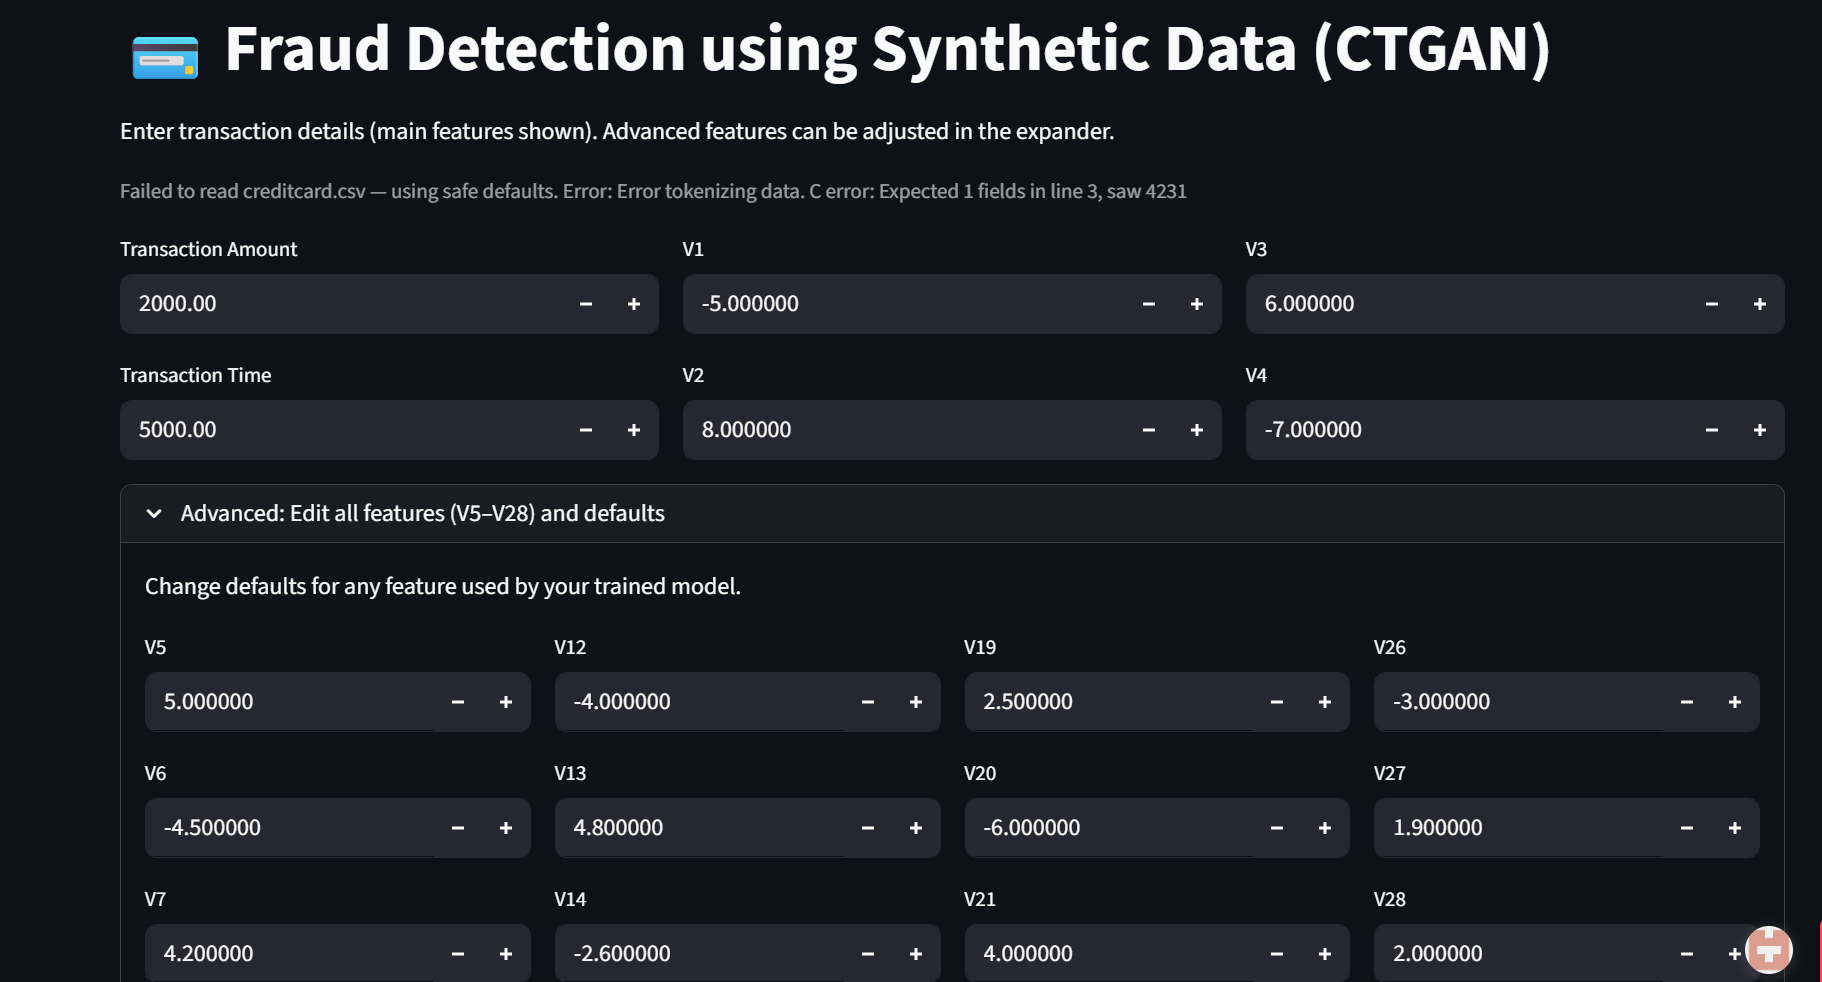 Fraud Detection using Synthetic Data (CTGAN)
Enter transaction details (main features shown). Advanced features can be adjusted in the expander.
Failed to read creditcard.csv — using safe defaults. Error: Error tokenizing data. C error: Expected 1 fields in line 3, saw 4231
Transaction Amount
2000.00
V1
-5.000000
V3
6.000000
Transaction Time
5000.00
V2
8.000000
V4
-7.000000
Advanced: Edit all features (V5–V28) and defaults
Change defaults for any feature used by your trained model.
V5
5.000000
V12
-4.000000
V19
2.500000
V26
-3.000000
V6
-4.500000
V13
4.800000
V20
-6.000000
V27
1.900000
V7
4.200000
V14
-2.600000
V21
4.000000
V28
2.000000